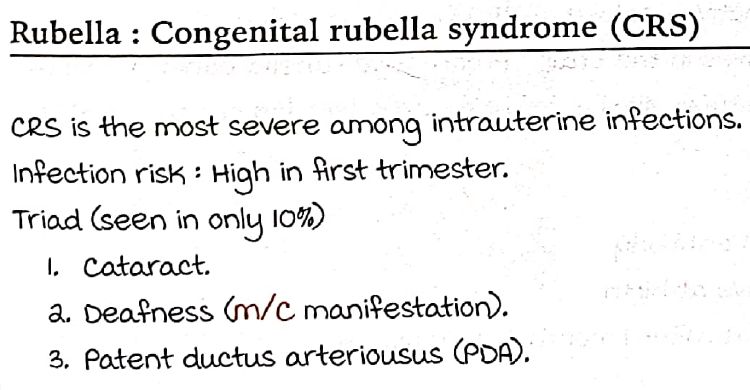 Rubella : Congenital rubella syndrome (CRS)
CRS is the most severe among intrauterine infections.
Infection risk : High in first trimester.
Triad (seen in only 10%)
1. Cataract.
2. Deafness (m/c manifestation).
3. Patent ductus arteriousus (PDA).